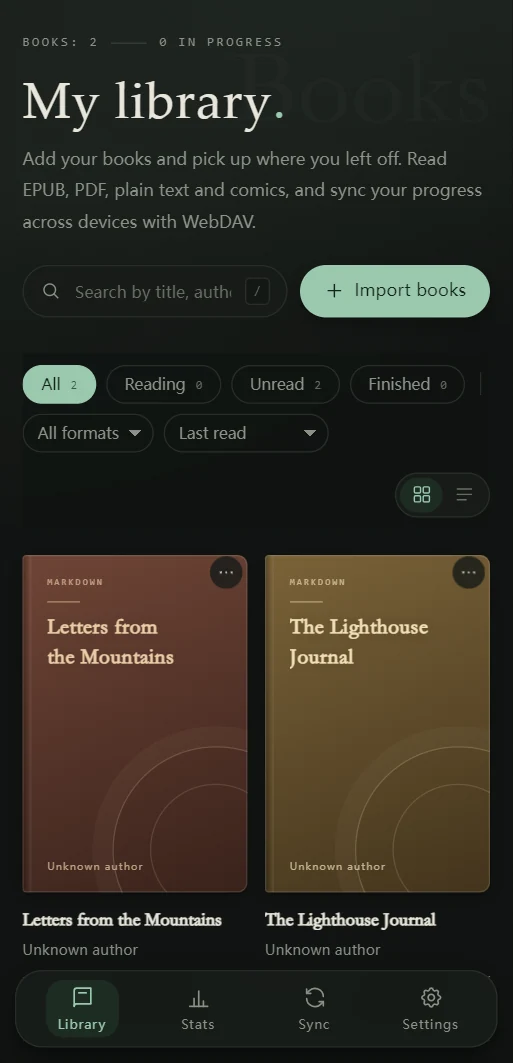 BOOKS: 2 0 IN PROGRESS
Books
My library.
Add your books and pick up where you left off. Read
EPUB, PDF, plain text and comics, and sync your progress
across devices with WebDAV.
Search by title, autho /
+ Import books
All 2 Reading 0 Unread 2 Finished 0
All formats Last read
MARKDOWN
Letters from
the Mountains
Unknown author
MARKDOWN
The Lighthouse
Journal
Unknown author
Letters from the Mountains
Unknown author
The Lighthouse Journal
Unknown author
Library Stats Sync Settings